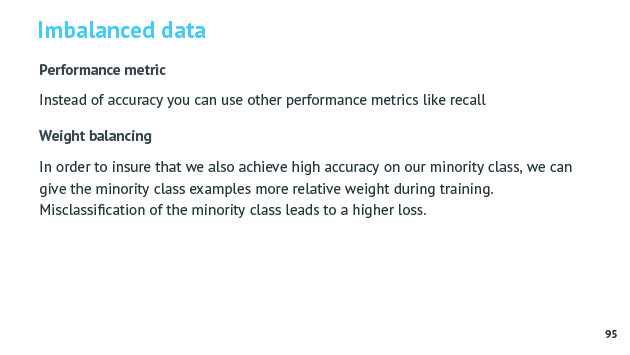 Imbalanced data
Performance metric
Instead of accuracy you can use other performance metrics like recall
Weight balancing
In order to insure that we also achieve high accuracy on our minority class, we can
give the minority class examples more relative weight during training.
Misclassification of the minority class leads to a higher loss.
95